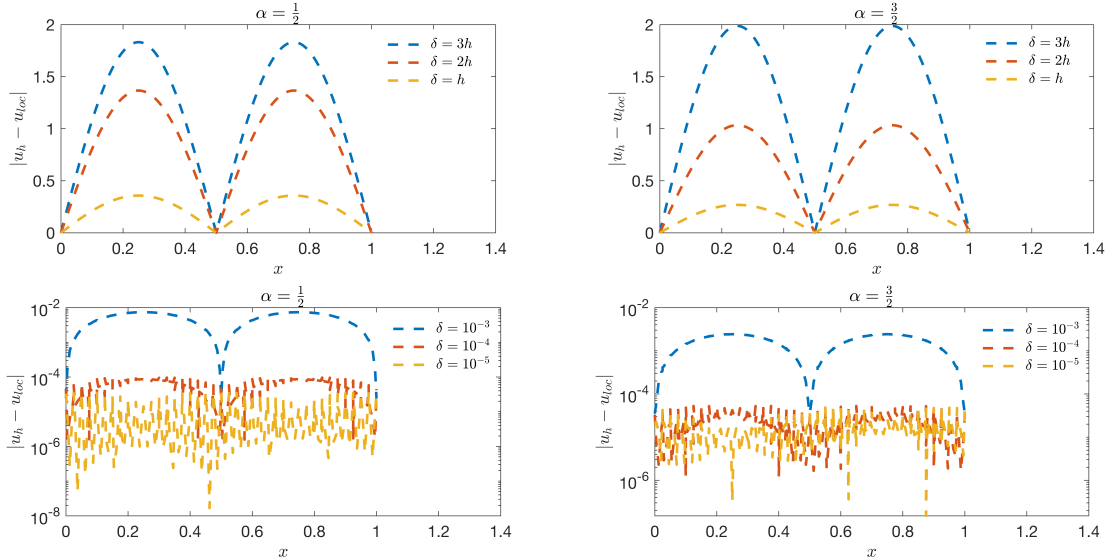 α = 1/2
|u_h − u_loc|
2
1.5
1
0.5
0
δ = 3h
δ = 2h
δ = h
0 0.2 0.4 0.6 0.8 1 1.2 1.4
x
α = 3/2
|u_h − u_loc|
2
1.5
1
0.5
0
δ = 3h
δ = 2h
δ = h
0 0.2 0.4 0.6 0.8 1 1.2 1.4
x
α = 1/2
|u_h − u_loc|
10⁻²
10⁻⁴
10⁻⁶
10⁻⁸
δ = 10⁻³
δ = 10⁻⁴
δ = 10⁻⁵
0 0.2 0.4 0.6 0.8 1 1.2 1.4
x
α = 3/2
|u_h − u_loc|
10⁻²
10⁻⁴
10⁻⁶
δ = 10⁻³
δ = 10⁻⁴
δ = 10⁻⁵
0 0.2 0.4 0.6 0.8 1 1.2 1.4
x